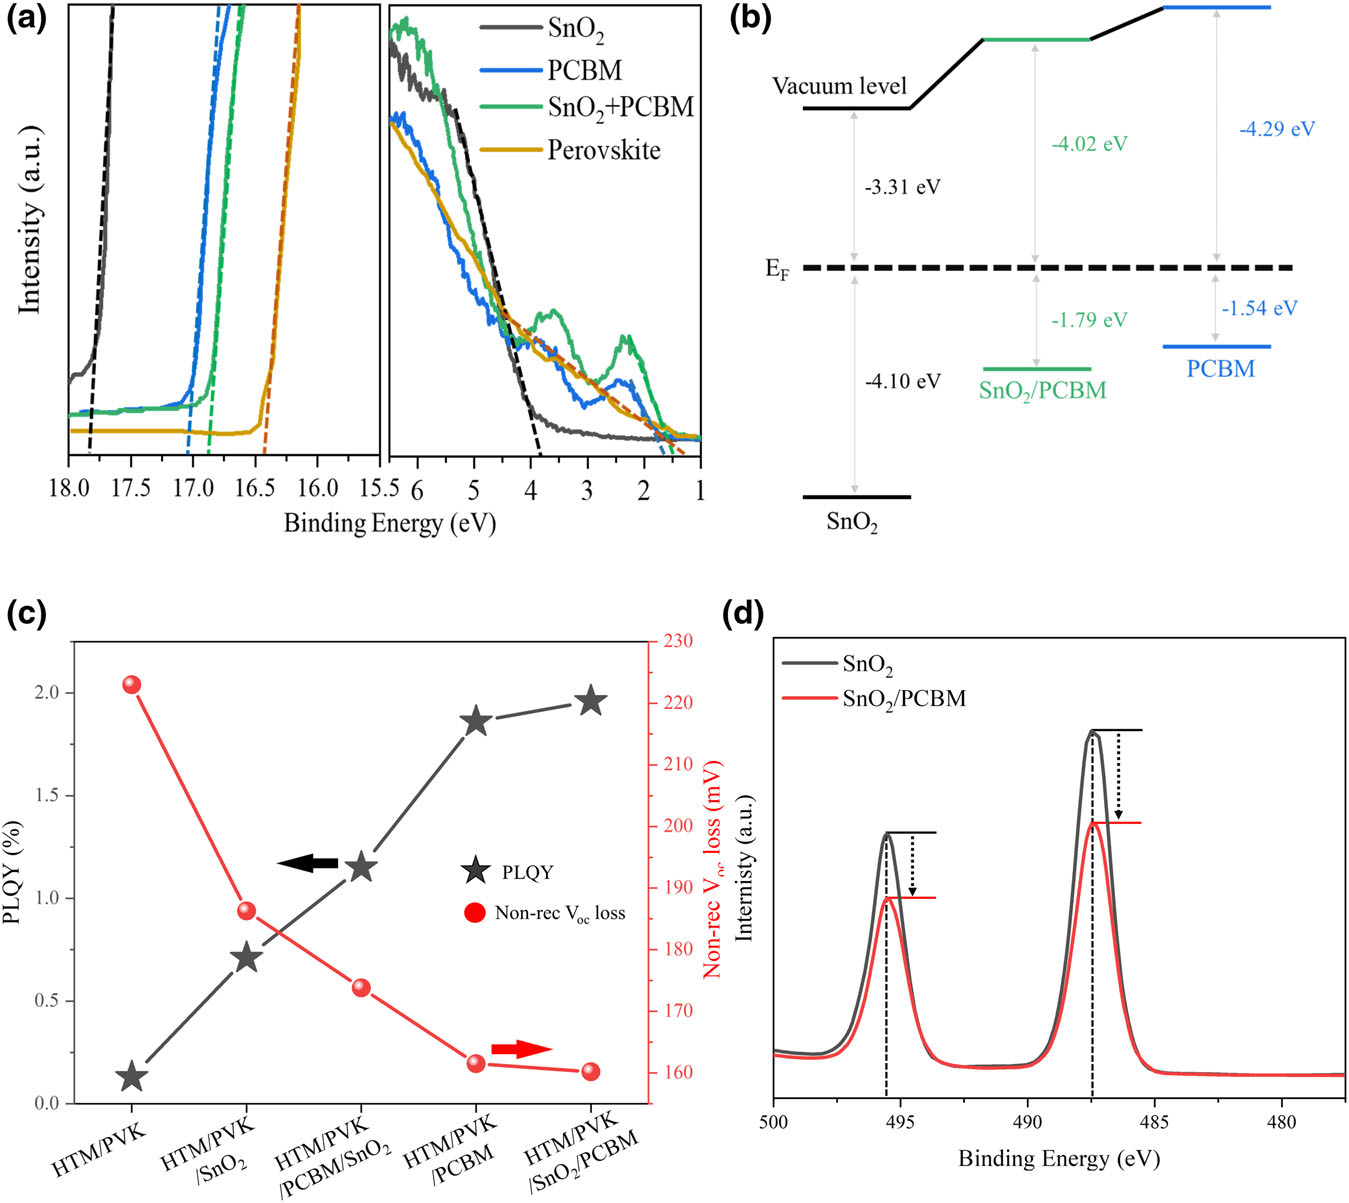 (a)
SnO₂
PCBM
SnO₂+PCBM
Perovskite
Intensity (a.u.)
18.0 17.5 17.0 16.5 16.0 15.5 6 5 4 3 2 1
Binding Energy (eV)
(b)
Vacuum level
-3.31 eV
-4.02 eV
-4.29 eV
E_F
-4.10 eV
-1.79 eV
-1.54 eV
SnO₂
SnO₂/PCBM
PCBM
(c)
PLQY (%)
2.0
1.5
1.0
0.5
0.0
230
220
210
200
190
180
170
160
Non-rec V_oc loss (mV)
PLQY
Non-rec V_oc loss
HTM/PVK
HTM/PVK
/SnO₂
HTM/PVK
/PCBM/SnO₂
HTM/PVK
/PCBM
HTM/PVK
/SnO₂/PCBM
(d)
SnO₂
SnO₂/PCBM
Internisty (a.u.)
500 495 490 485 480
Binding Energy (eV)